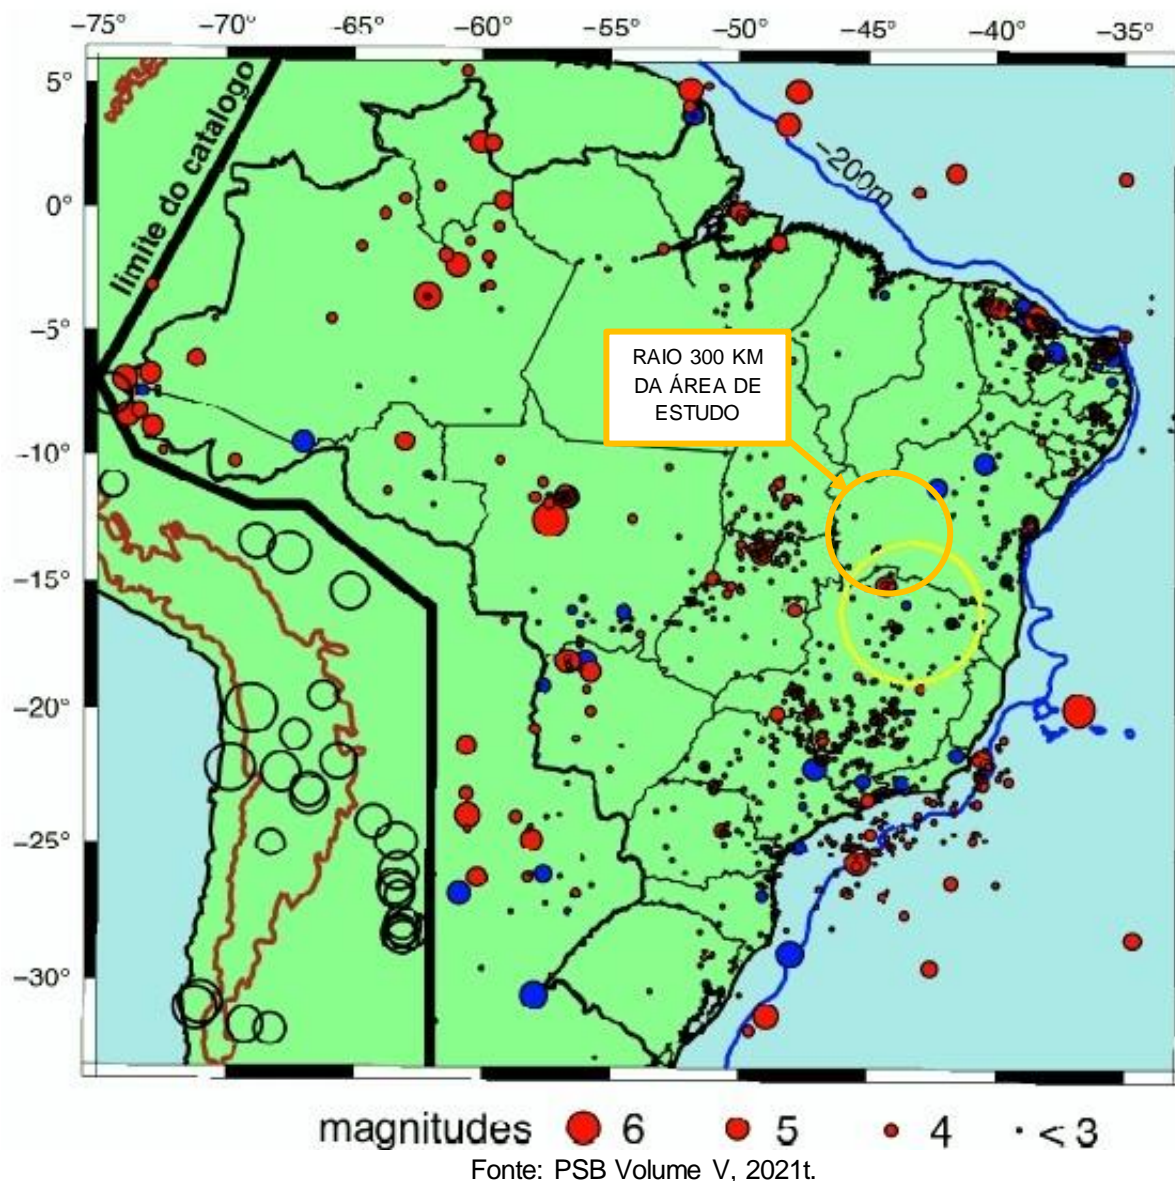 −75° −70° −65° −60° −55° −50° −45° −40° −35°
5°
0°
−5°
−10°
−15°
−20°
−25°
−30°
limite do catalogo
−200m
RAIO 300 KM
DA ÁREA DE
ESTUDO
magnitudes 6 5 4 < 3
Fonte: PSB Volume V, 2021t.